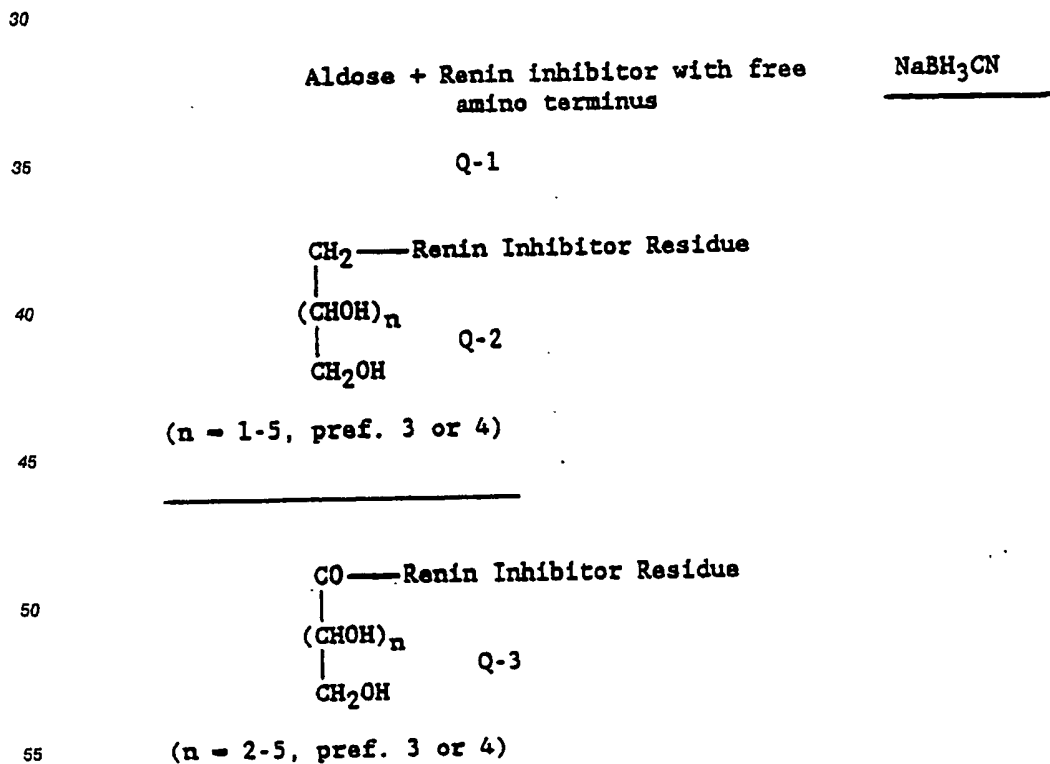 30
Aldose + Renin inhibitor with free NaBH3CN
amino terminus
35
Q-1
CH2—Renin Inhibitor Residue
40
(CHOH)n
Q-2
CH2OH
(n = 1-5, pref. 3 or 4)
45
CO—Renin Inhibitor Residue
50
(CHOH)n
Q-3
CH2OH
55 (n = 2-5, pref. 3 or 4)